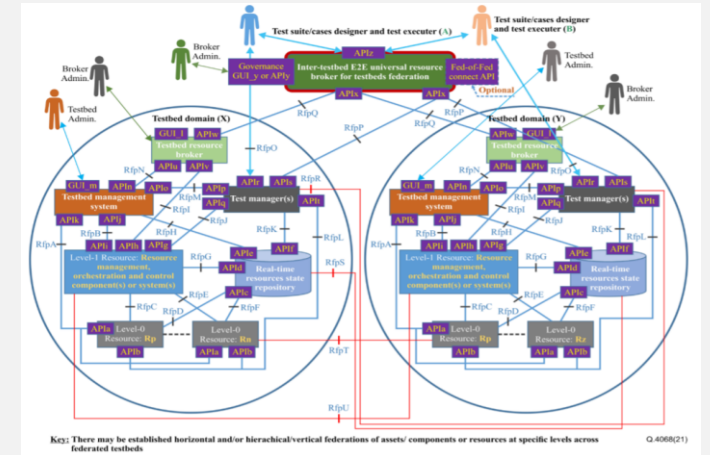 Test suite/cases designer and test executer (A)
Test suite/cases designer
and test executer (B)
Broker
Admin.
Broker
Admin.
Testbed
Admin.
Testbed
Admin.
Broker
Admin.
Governance
GUI_y or APIy
APIz
Inter-testbed E2E universal resource
broker for testbeds federation
Fed-of-Fed
connect API
APIx
APIx
Optional
RfpQ
RfpP
RfpQ
RfpP
RfpO
Testbed domain (X)
GUI_l
APIw
Testbed resource
broker
APIu
APIv
RfpN
GUI_m
APIn
APIo
APIp
APIr
APIs
RfpR
Testbed management
system
RfpM
APIq
Test manager(s)
APIt
APIk
APIj
RfpI
RfpJ
RfpA
RfpB
RfpH
RfpK
RfpL
APIi
APIh
APIg
APIf
Level-1 Resource: Resource
management,
orchestration and control
component(s) or system(s)
RfpG
APIe
APId
Real-time
resources state
repository
RfpS
APIc
RfpE
RfpC
RfpD
RfpF
APIa
Level-0
Resource: Rp
Level-0
Resource: Rn
APIb
APIa
APIb
RfpT
RfpU
Testbed domain (Y)
APIw
GUI_l
Testbed resource
broker
APIu
APIv
RfpN
RfpO
GUI_m
APIn
APIo
APIp
APIr
APIs
Testbed management
system
RfpM
APIq
Test manager(s)
APIt
APIk
APIj
RfpI
RfpJ
RfpA
RfpB
RfpH
RfpK
RfpL
APIi
APIh
APIg
APIf
Level-1 Resource: Resource
management,
orchestration and control
component(s) or system(s)
RfpG
APIe
APId
Real-time
resources state
repository
APIc
RfpE
RfpC
RfpD
RfpF
APIa
Level-0
Resource: Rp
Level-0
Resource: Rz
APIb
APIa
APIb
Key: There may be established horizontal and/or hierachical/vertical federations of assets/ components or resources at specific levels across
federated testbeds
Q.4068(21)